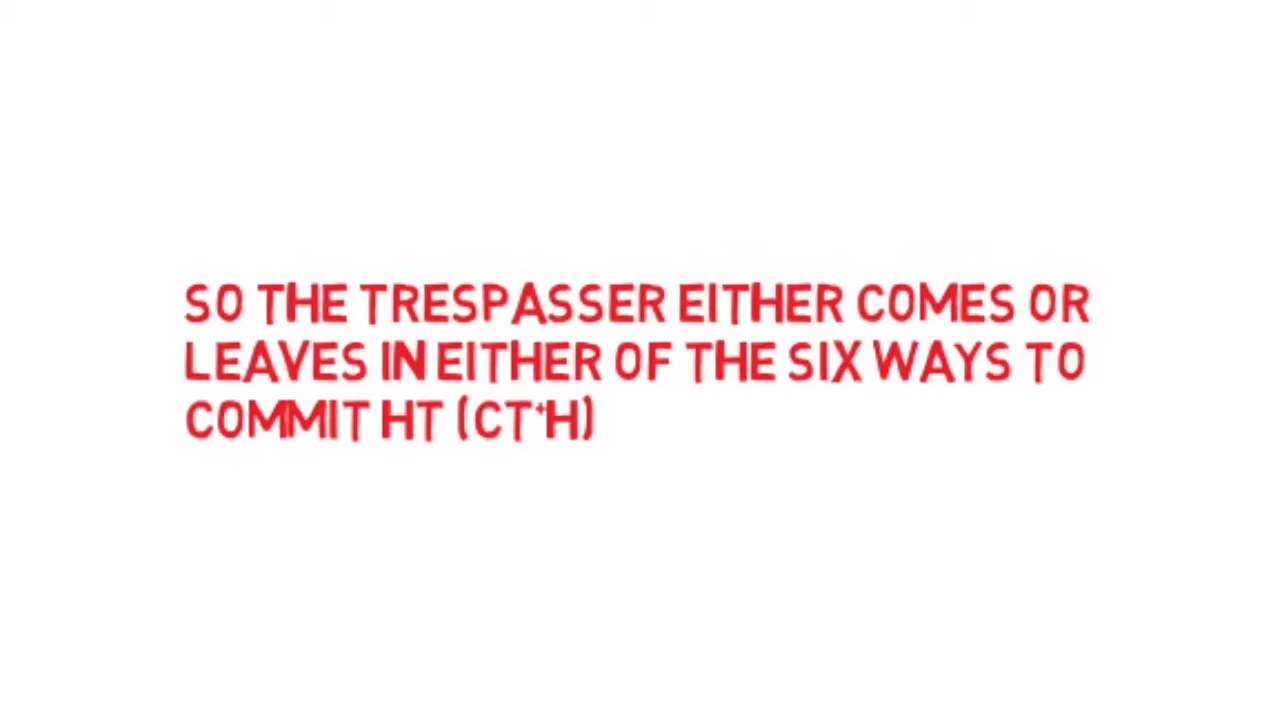 SO THE TRESPASSER EITHER COMES OR
LEAVES IN EITHER OF THE SIX WAYS TO
COMMIT HT (CT+H)